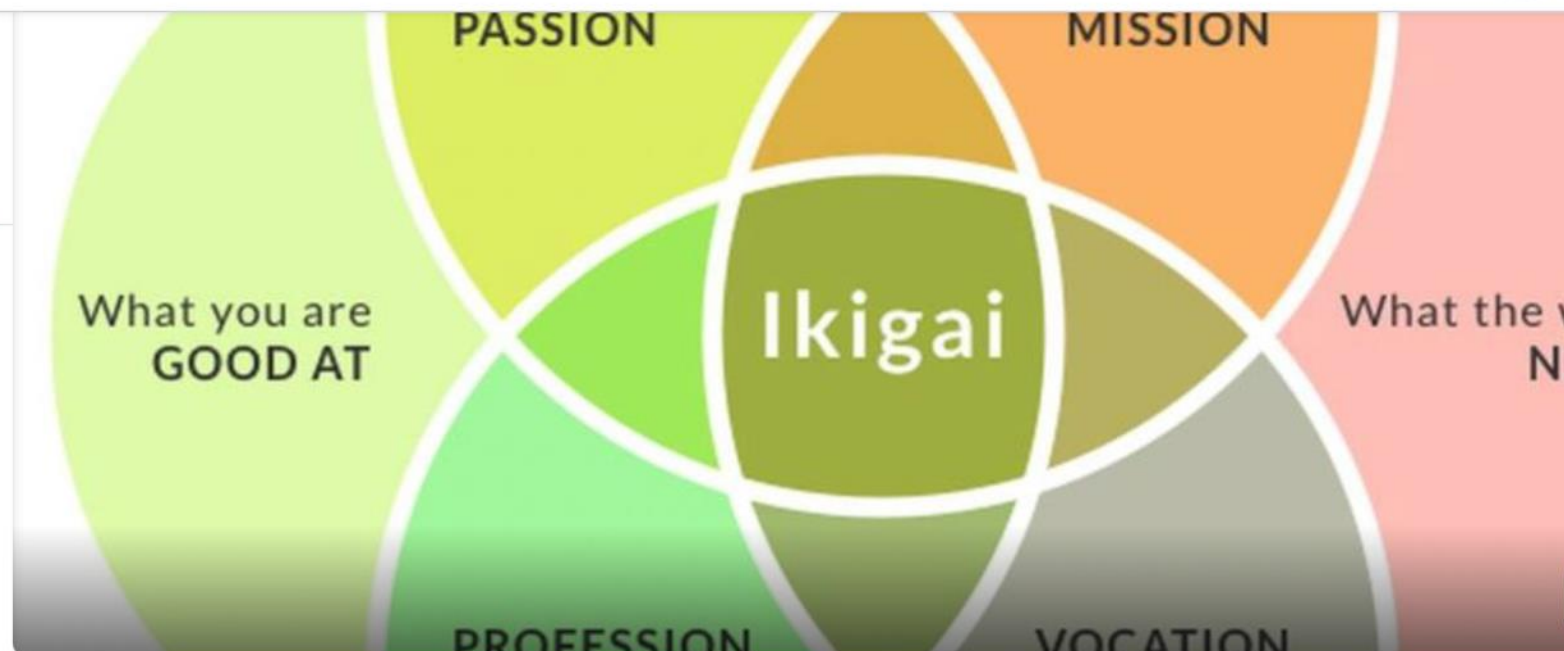 PASSION
MISSION
What you are
GOOD AT
Ikigai
What the
PROFESSION
VOCATION